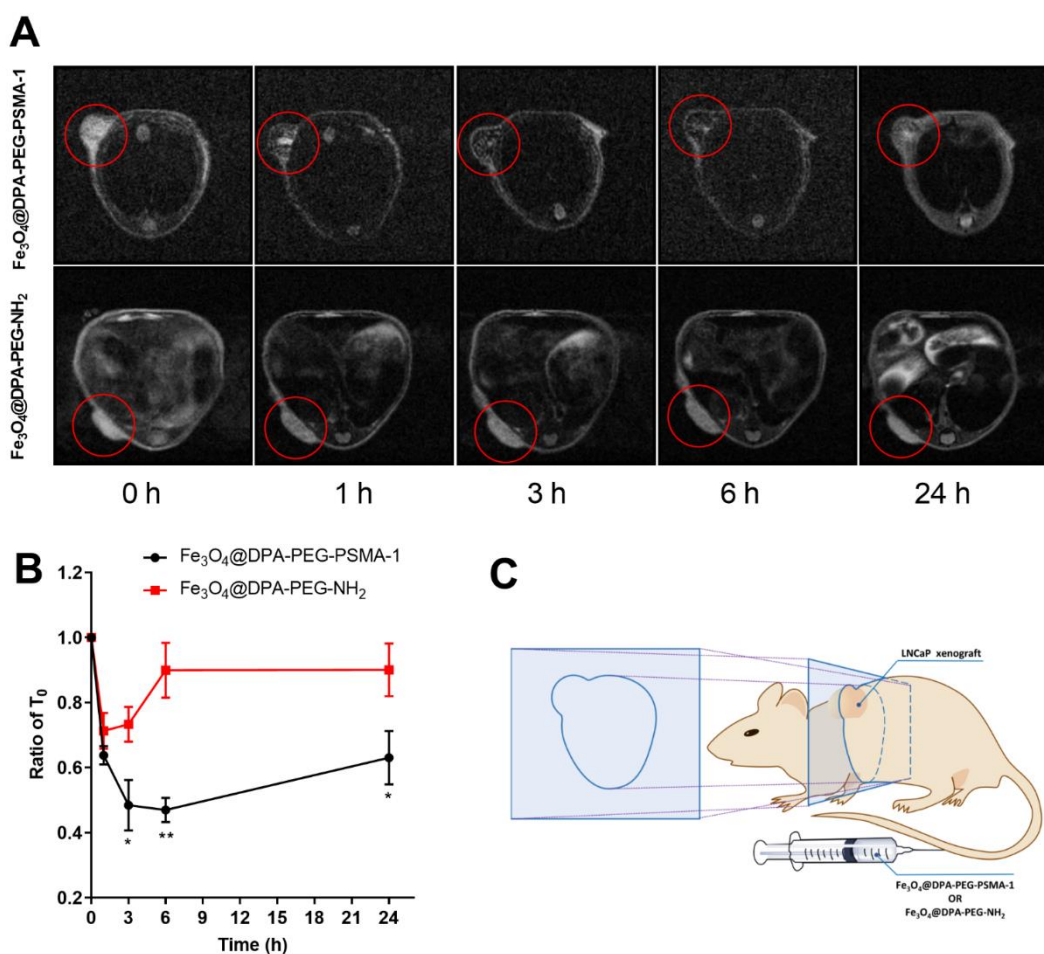 A
Fe₃O₄@DPA-PEG-PSMA-1
Fe₃O₄@DPA-PEG-NH₂
0 h 1 h 3 h 6 h 24 h
B
Fe₃O₄@DPA-PEG-PSMA-1
Fe₃O₄@DPA-PEG-NH₂
Ratio of T₀
1.2
1.0
0.8
0.6
0.4
0.2
* ** *
0 3 6 9 12 15 18 21 24
Time (h)
C
LNCaP xenograft
Fe₃O₄@DPA-PEG-PSMA-1
OR
Fe₃O₄@DPA-PEG-NH₂